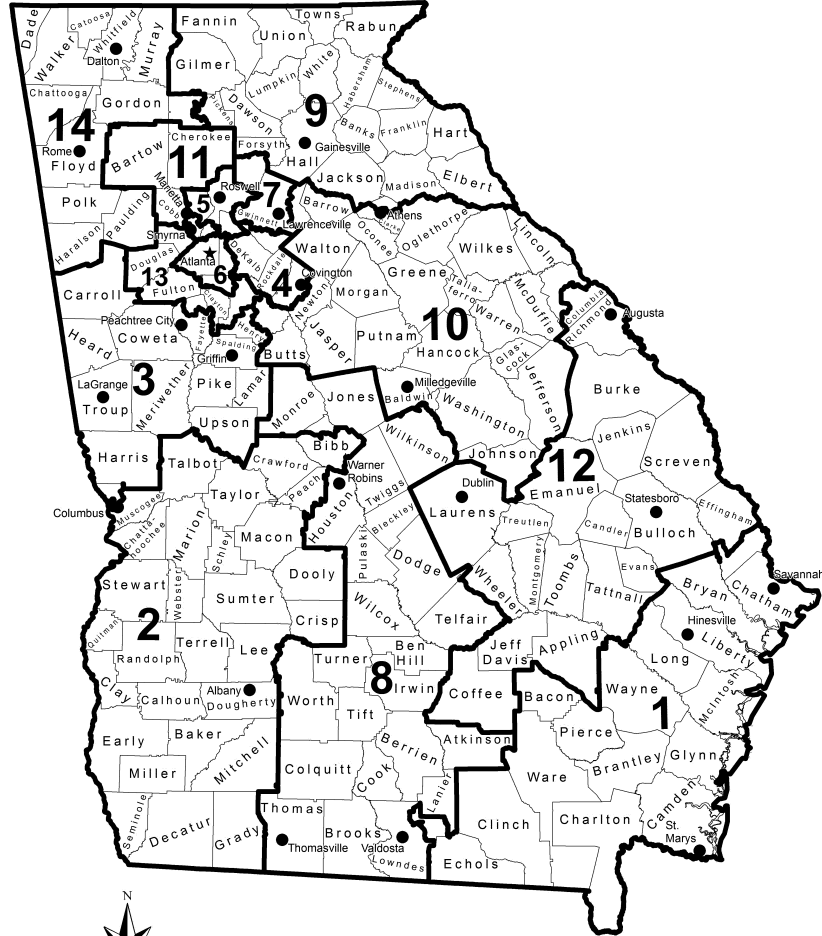 Dade
Catoosa
Walker
Whitfield
Dalton
Murray
Fannin
Towns
Union
Rabun
Gilmer
White
Lumpkin
Habersham
Stephens
Chattooga
Gordon
Pickens
Dawson
9
Banks
Franklin
Hart
14
Rome
Floyd
Bartow
Cherokee
11
Forsyth
Gainesville
Hall
Jackson
Madison
Elbert
Polk
Paulding
Marietta
Cobb
5
Roswell
7
Gwinnett
Lawrenceville
Barrow
Athens
Clarke
Oconee
Oglethorpe
Wilkes
Lincoln
Haralson
Smyrna
Douglas
Atlanta
DeKalb
Rockdale
Walton
13
Fulton
6
4
Covington
Newton
Morgan
Greene
Talia-
ferro
Warren
McDuffie
Columbia
Richmond
Augusta
Carroll
Clayton
Peachtree City
Coweta
Fayette
Henry
Spalding
Griffin
Butts
Jasper
Putnam
10
Hancock
Glas-
cock
Jefferson
Burke
Heard
3
LaGrange
Troup
Meriwether
Pike
Lamar
Upson
Monroe
Jones
Milledgeville
Baldwin
Washington
Jenkins
Screven
Harris
Talbot
Crawford
Bibb
Wilkinson
Johnson
12
Emanuel
Warner
Robins
Peach
Houston
Twiggs
Dublin
Laurens
Statesboro
Bulloch
Effingham
Columbus
Muscogee
Chatta-
hoochee
Taylor
Marion
Schley
Macon
Bleckley
Pulaski
Dodge
Treutlen
Candler
Montgomery
Toombs
Evans
Tattnall
Stewart
Webster
Sumter
Dooly
Crisp
Wilcox
Wheeler
Telfair
Bryan
Chatham
Savannah
Hinesville
Liberty
Long
2
Quitman
Randolph
Terrell
Lee
Turner
Ben
Hill
Jeff
Davis
Appling
8
Irwin
Coffee
Bacon
Wayne
1
McIntosh
Clay
Calhoun
Albany
Dougherty
Worth
Tift
Early
Baker
Mitchell
Miller
Berrien
Atkinson
Pierce
Brantley
Glynn
Colquitt
Cook
Lanier
Ware
Seminole
Decatur
Grady
Thomas
Thomasville
Brooks
Valdosta
Lowndes
Clinch
Echols
Charlton
Camden
St.
Marys
N